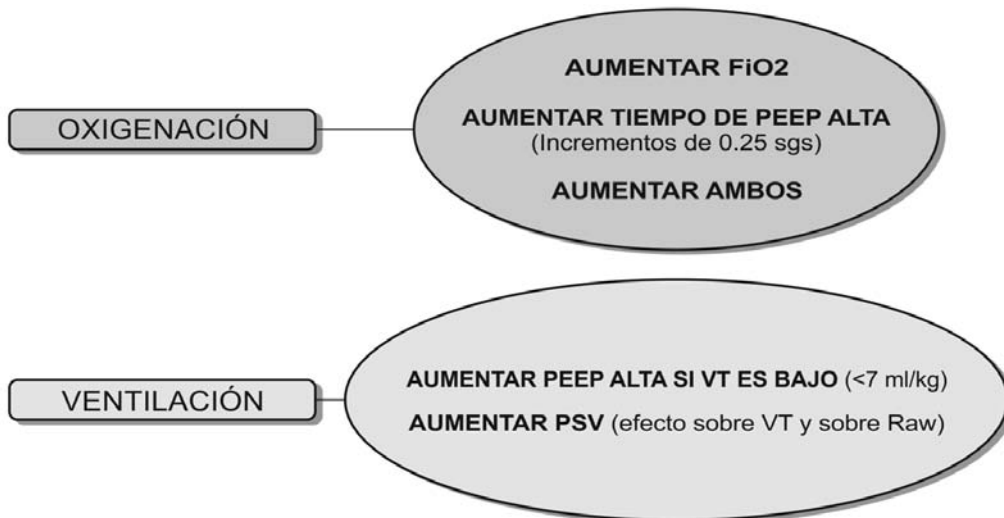 AUMENTAR FiO2
OXIGENACIÓN
AUMENTAR TIEMPO DE PEEP ALTA
(Incrementos de 0.25 sgs)
AUMENTAR AMBOS
VENTILACIÓN
AUMENTAR PEEP ALTA SI VT ES BAJO (<7 ml/kg)
AUMENTAR PSV (efecto sobre VT y sobre Raw)